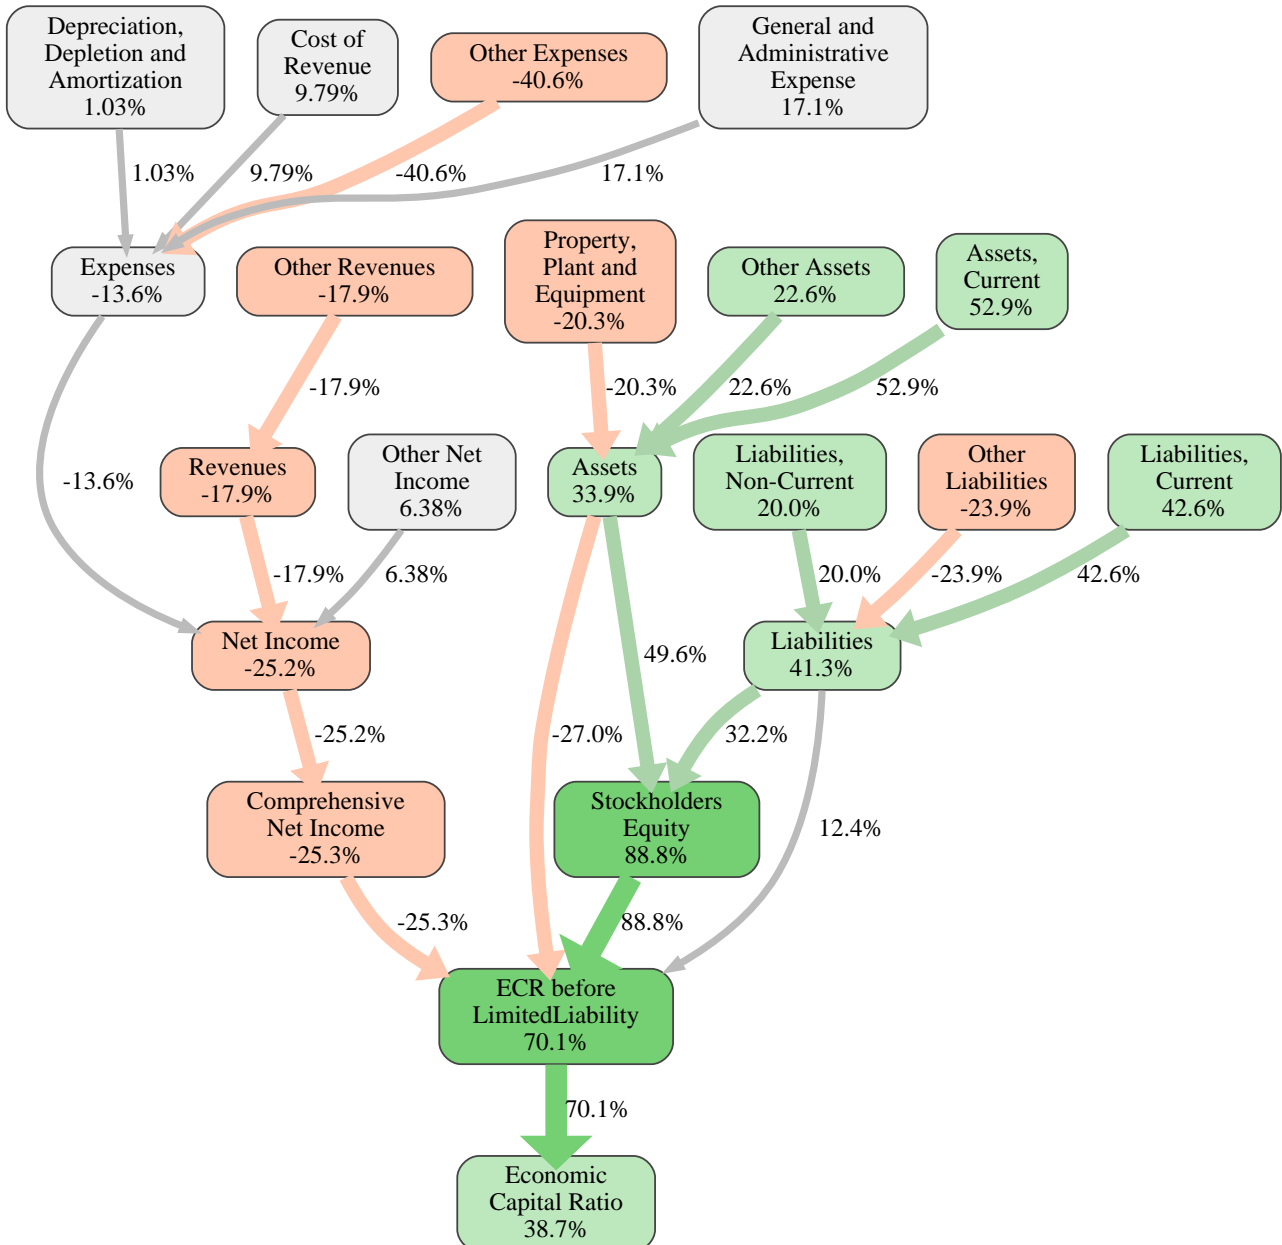 Depreciation,
Depletion and
Amortization
1.03%
Cost of
Revenue
9.79%
Other Expenses
-40.6%
General and
Administrative
Expense
17.1%
1.03%
9.79%
-40.6%
17.1%
Expenses
-13.6%
Other Revenues
-17.9%
Property,
Plant and
Equipment
-20.3%
Other Assets
22.6%
Assets,
Current
52.9%
-17.9%
-20.3%
22.6%
52.9%
-13.6%
Revenues
-17.9%
Other Net
Income
6.38%
Assets
33.9%
Liabilities,
Non-Current
20.0%
Other
Liabilities
-23.9%
Liabilities,
Current
42.6%
-17.9%
6.38%
20.0%
-23.9%
42.6%
Net Income
-25.2%
49.6%
Liabilities
41.3%
-25.2%
-27.0%
32.2%
Comprehensive
Net Income
-25.3%
Stockholders
Equity
88.8%
12.4%
-25.3%
88.8%
ECR before
LimitedLiability
70.1%
70.1%
Economic
Capital Ratio
38.7%